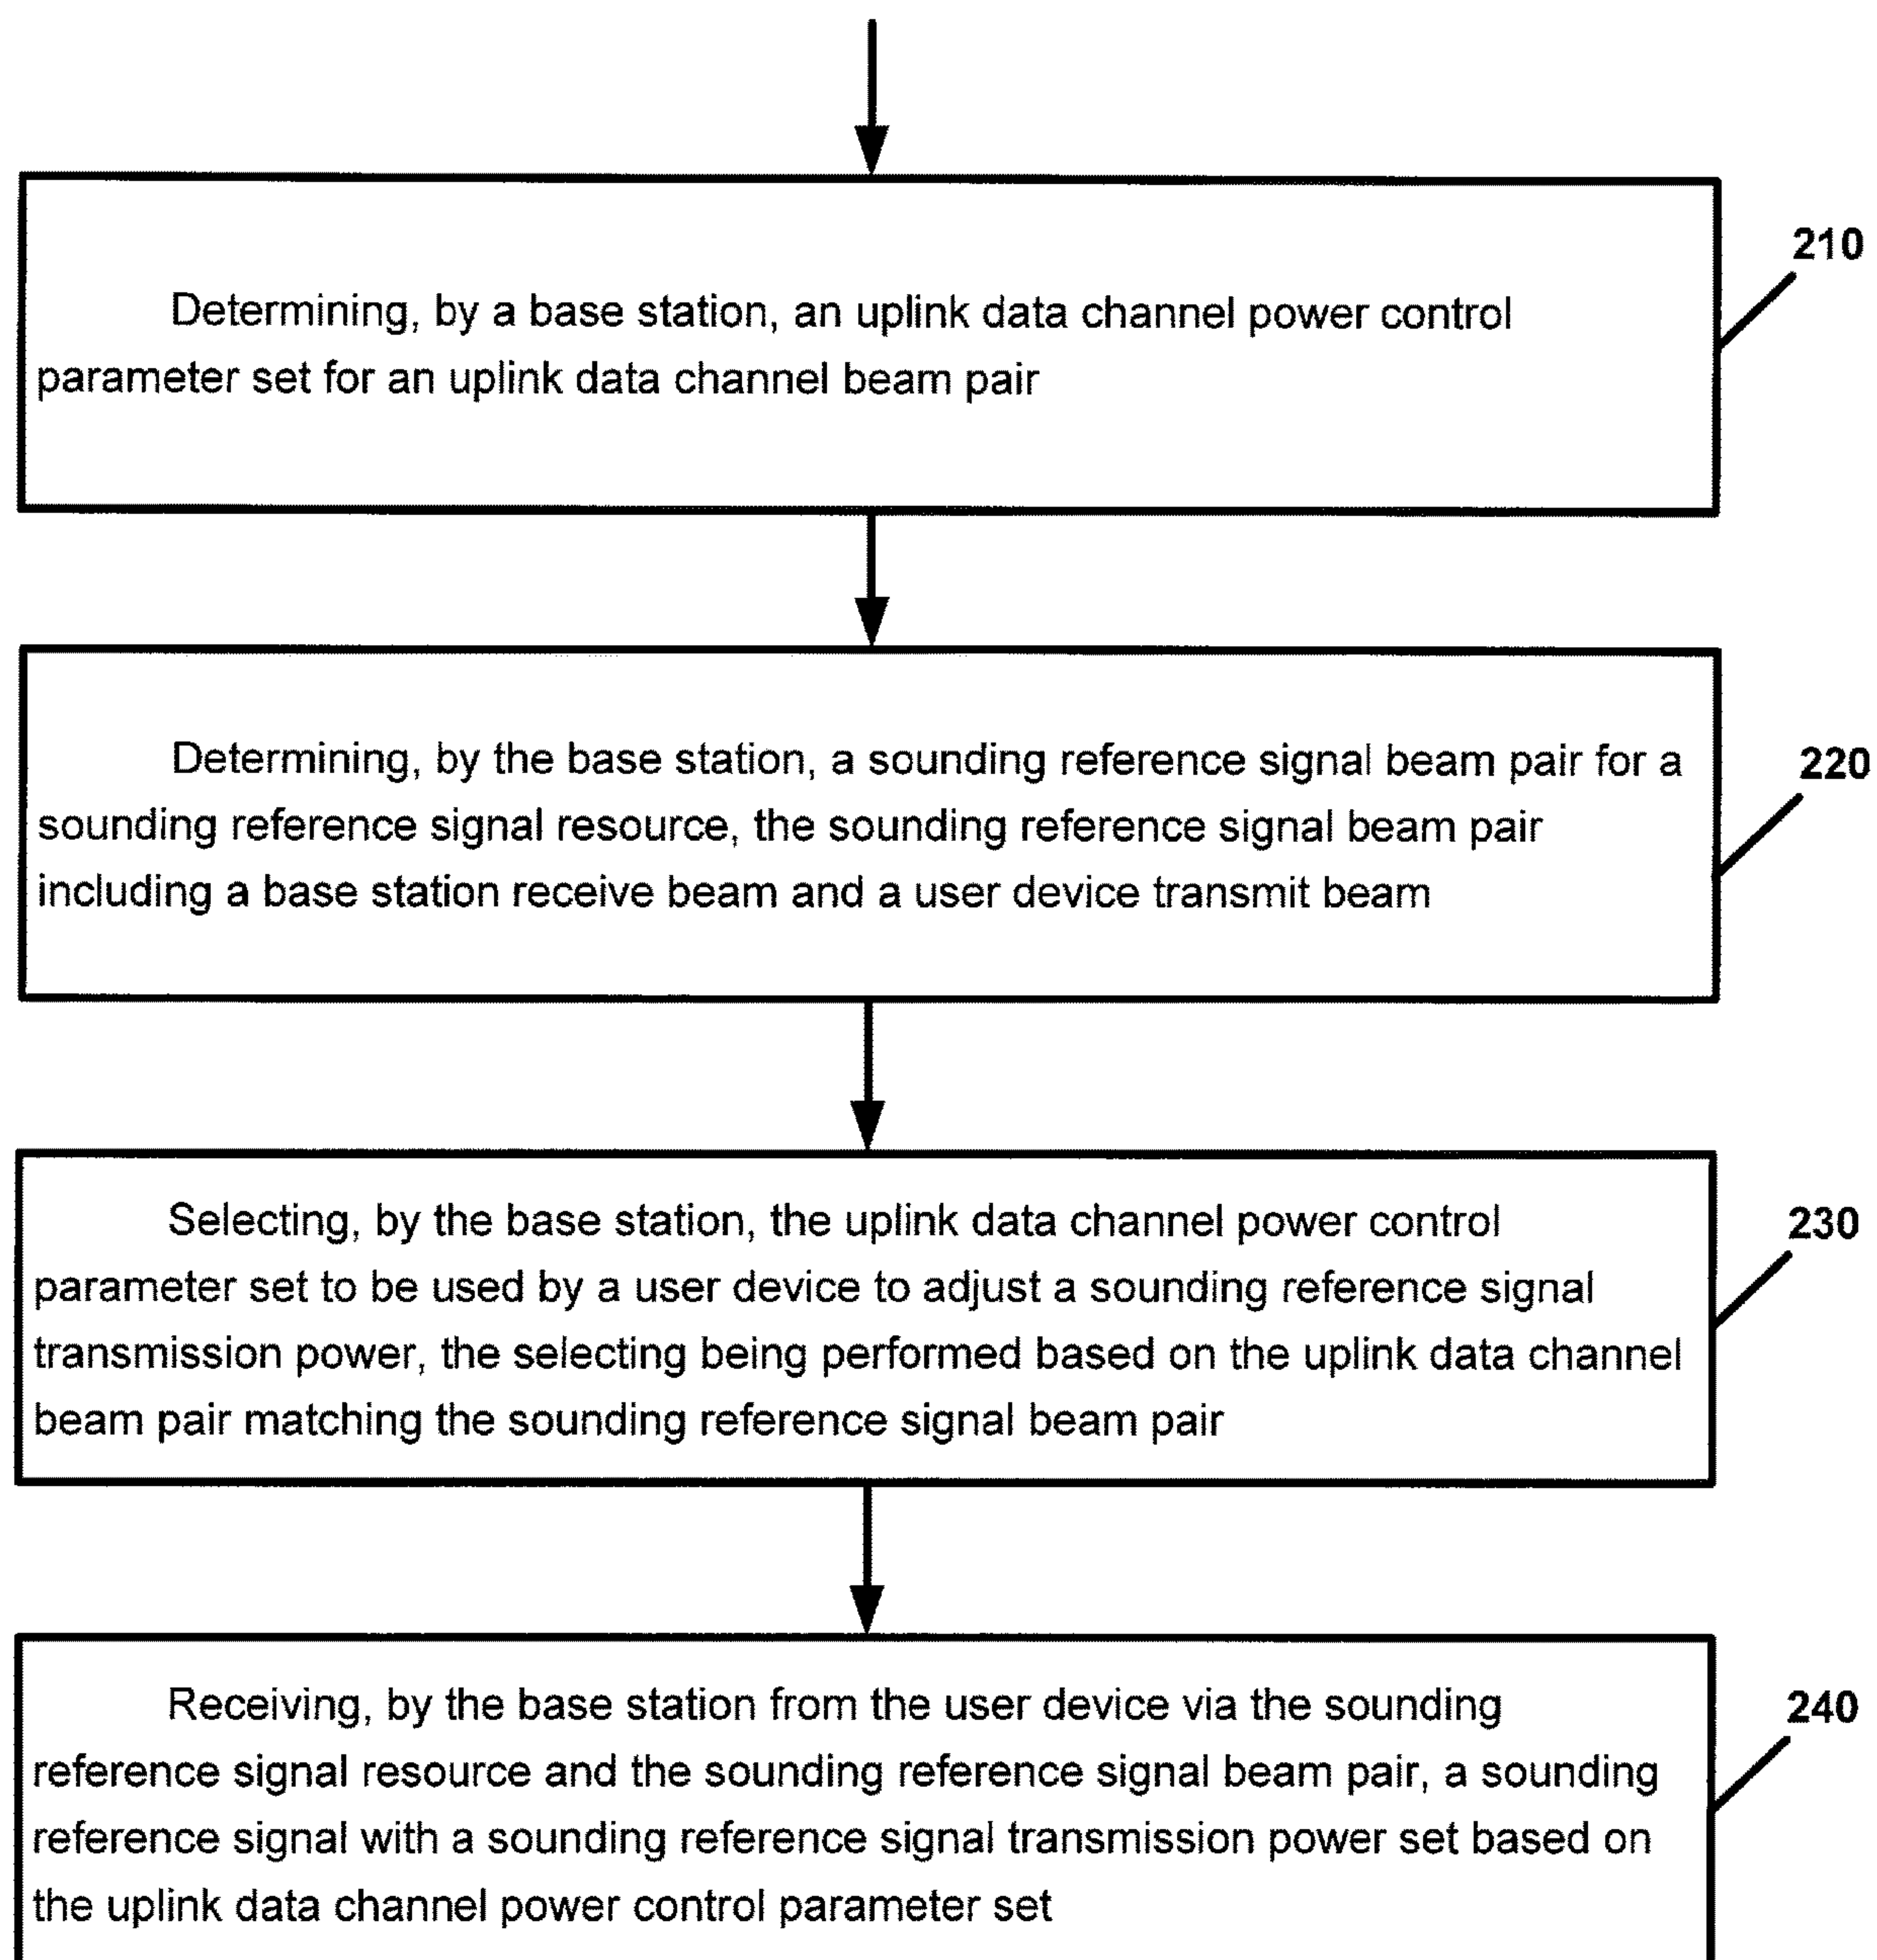 210
Determining, by a base station, an uplink data channel power control
parameter set for an uplink data channel beam pair
220
Determining, by the base station, a sounding reference signal beam pair for a
sounding reference signal resource, the sounding reference signal beam pair
including a base station receive beam and a user device transmit beam
230
Selecting, by the base station, the uplink data channel power control
parameter set to be used by a user device to adjust a sounding reference signal
transmission power, the selecting being performed based on the uplink data channel
beam pair matching the sounding reference signal beam pair
240
Receiving, by the base station from the user device via the sounding
reference signal resource and the sounding reference signal beam pair, a sounding
reference signal with a sounding reference signal transmission power set based on
the uplink data channel power control parameter set